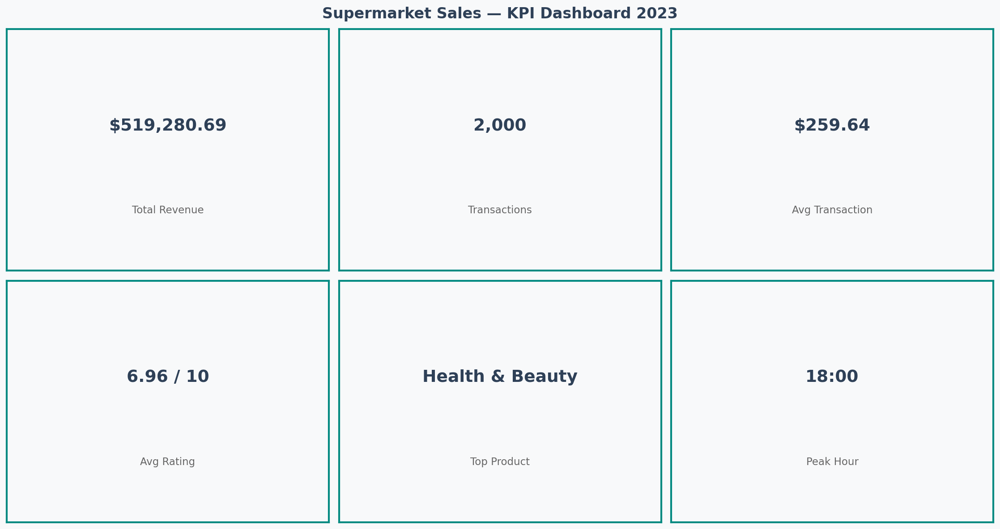 Supermarket Sales — KPI Dashboard 2023
$519,280.69
Total Revenue
2,000
Transactions
$259.64
Avg Transaction
6.96 / 10
Avg Rating
Health & Beauty
Top Product
18:00
Peak Hour